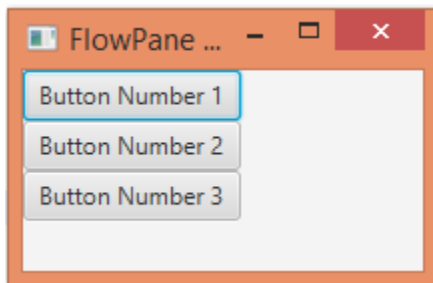 FlowPane ...
Button Number 1
Button Number 2
Button Number 3